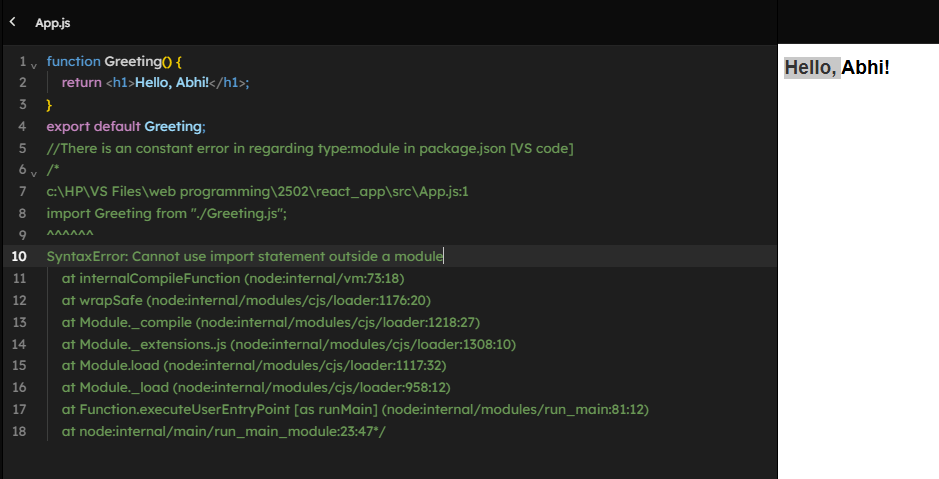 App.js
1 function Greeting() {
2 return <h1>Hello, Abhi!</h1>;
3 }
4 export default Greeting;
5 //There is an constant error in regarding type:module in package.json [VS code]
6 /*
7 c:\HP\VS Files\web programming\2502\react_app\src\App.js:1
8 import Greeting from "./Greeting.js";
9 ^^^^^^
10 SyntaxError: Cannot use import statement outside a module
11 at internalCompileFunction (node:internal/vm:73:18)
12 at wrapSafe (node:internal/modules/cjs/loader:1176:20)
13 at Module._compile (node:internal/modules/cjs/loader:1218:27)
14 at Module._extensions..js (node:internal/modules/cjs/loader:1308:10)
15 at Module.load (node:internal/modules/cjs/loader:1117:32)
16 at Module._load (node:internal/modules/cjs/loader:958:12)
17 at Function.executeUserEntryPoint [as runMain] (node:internal/modules/run_main:81:12)
18 at node:internal/main/run_main_module:23:47*/
Hello, Abhi!